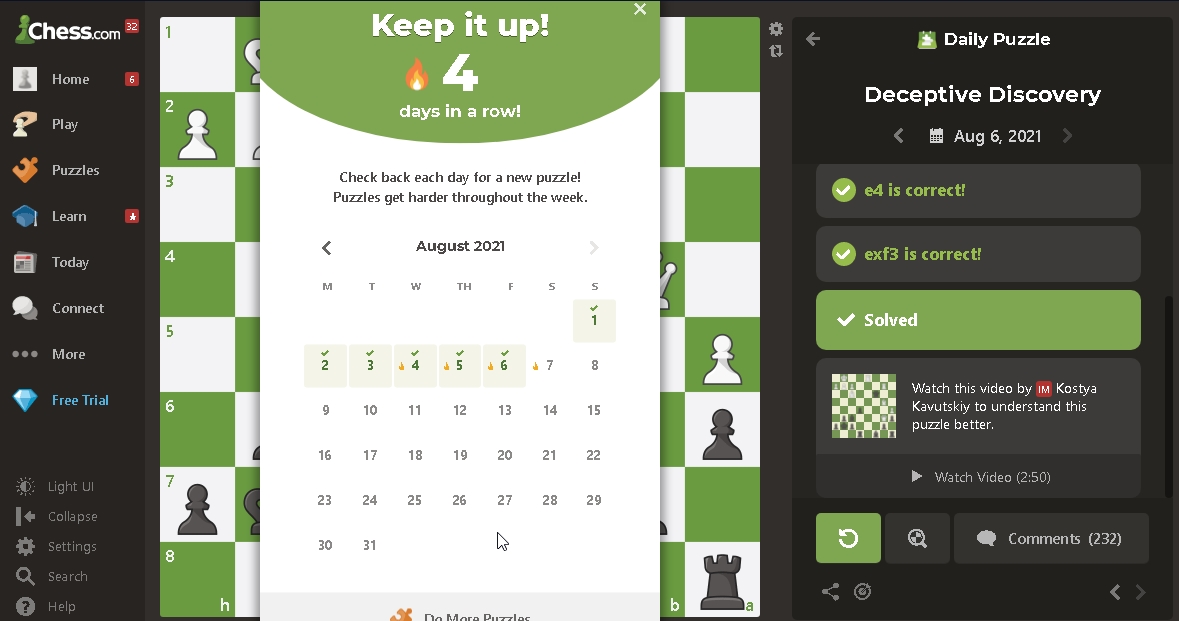 Chess.com 32
Home 6
Play
Puzzles
Learn
Today
Connect
More
Free Trial
Light UI
Collapse
Settings
Search
Help
1
2
3
4
5
6
7
8
h
b
a
Keep it up!
4
days in a row!
Check back each day for a new puzzle!
Puzzles get harder throughout the week.
August 2021
M T W TH F S S
1
2 3 4 5 6 7 8
9 10 11 12 13 14 15
16 17 18 19 20 21 22
23 24 25 26 27 28 29
30 31
Do More Puzzles
Daily Puzzle
Deceptive Discovery
Aug 6, 2021
e4 is correct!
exf3 is correct!
Solved
Watch this video by IM Kostya
Kavutskiy to understand this
puzzle better.
Watch Video (2:50)
Comments (232)